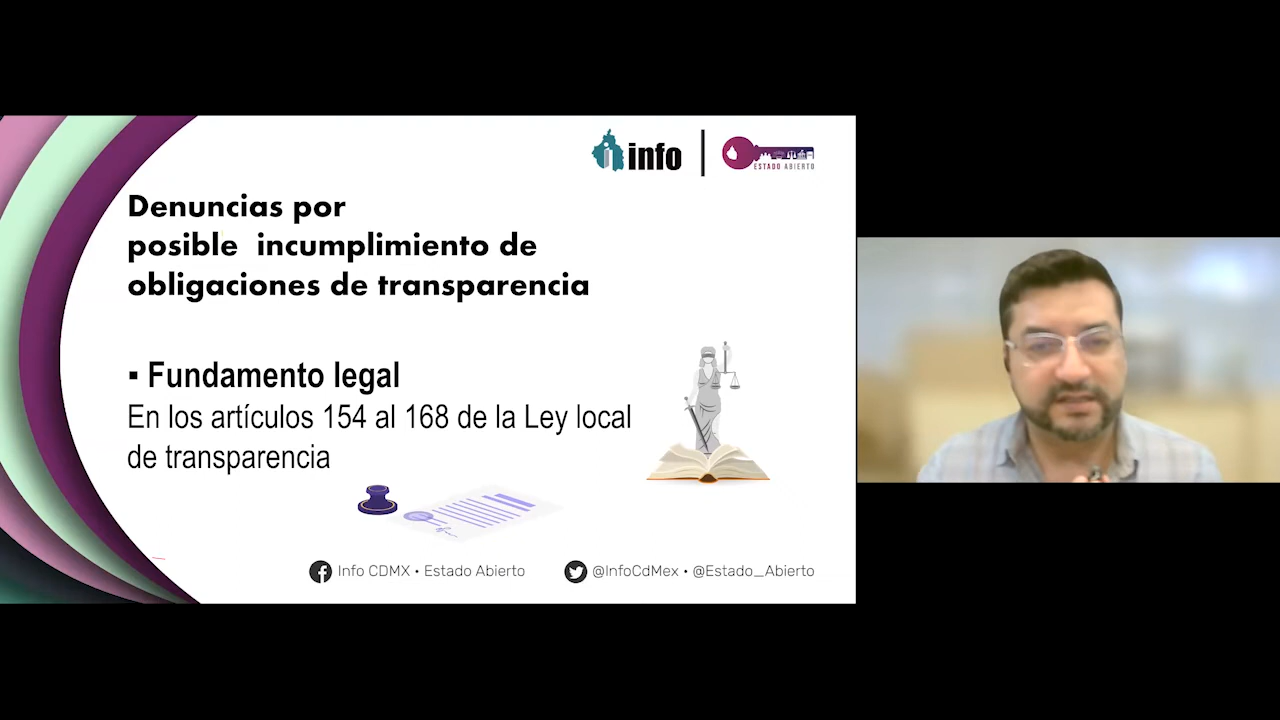 info
ESTADO ABIERTO
Denuncias por
posible incumplimiento de
obligaciones de transparencia
▪ Fundamento legal
En los artículos 154 al 168 de la Ley local
de transparencia
Info CDMX • Estado Abierto
@InfoCdMex • @Estado_Abierto